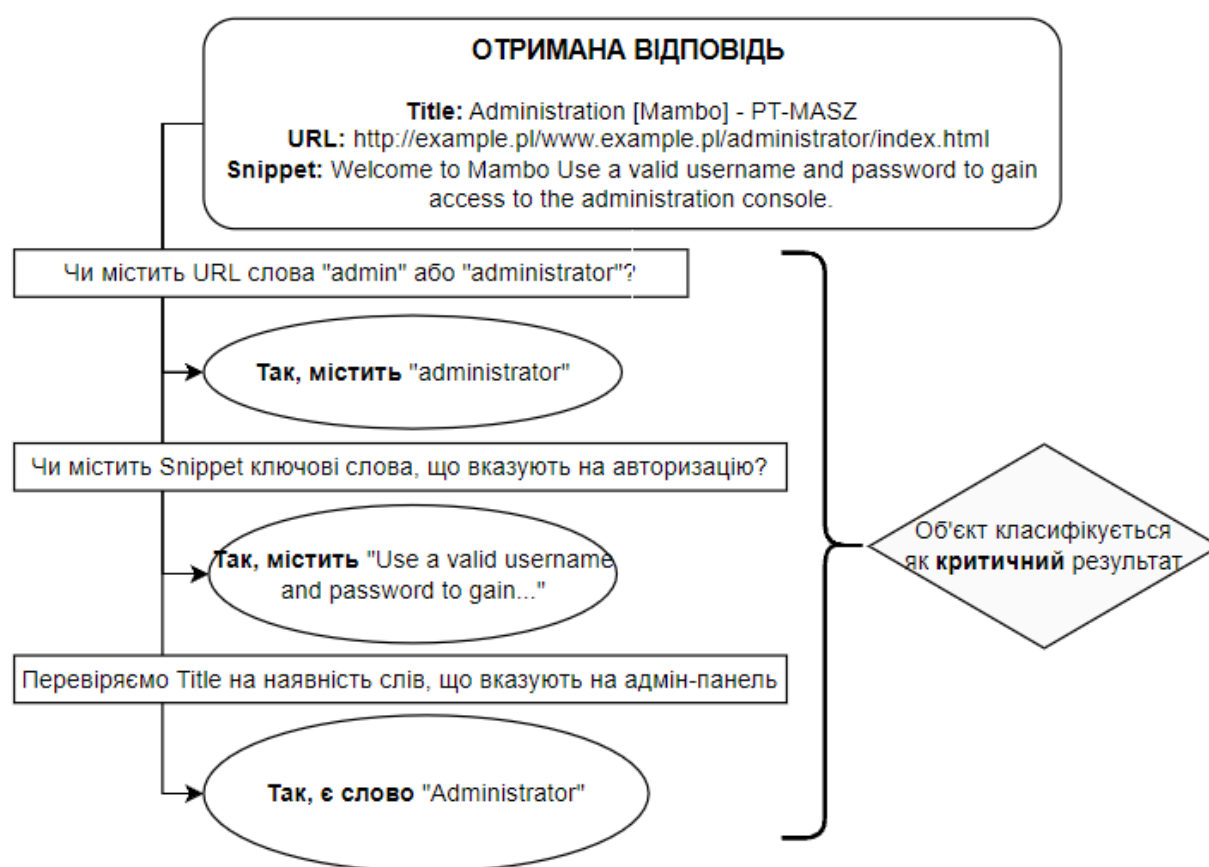 ОТРИМАНА ВІДПОВІДЬ
Title: Administration [Mambo] - PT-MASZ
URL: http://example.pl/www.example.pl/administrator/index.html
Snippet: Welcome to Mambo Use a valid username and password to gain
access to the administration console.
Чи містить URL слова "admin" або "administrator"?
Так, містить "administrator"
Чи містить Snippet ключові слова, що вказують на авторизацію?
Так, містить "Use a valid username
and password to gain..."
Перевіряємо Title на наявність слів, що вказують на адмін-панель
Так, є слово "Administrator"
Об'єкт класифікується
як критичний результат